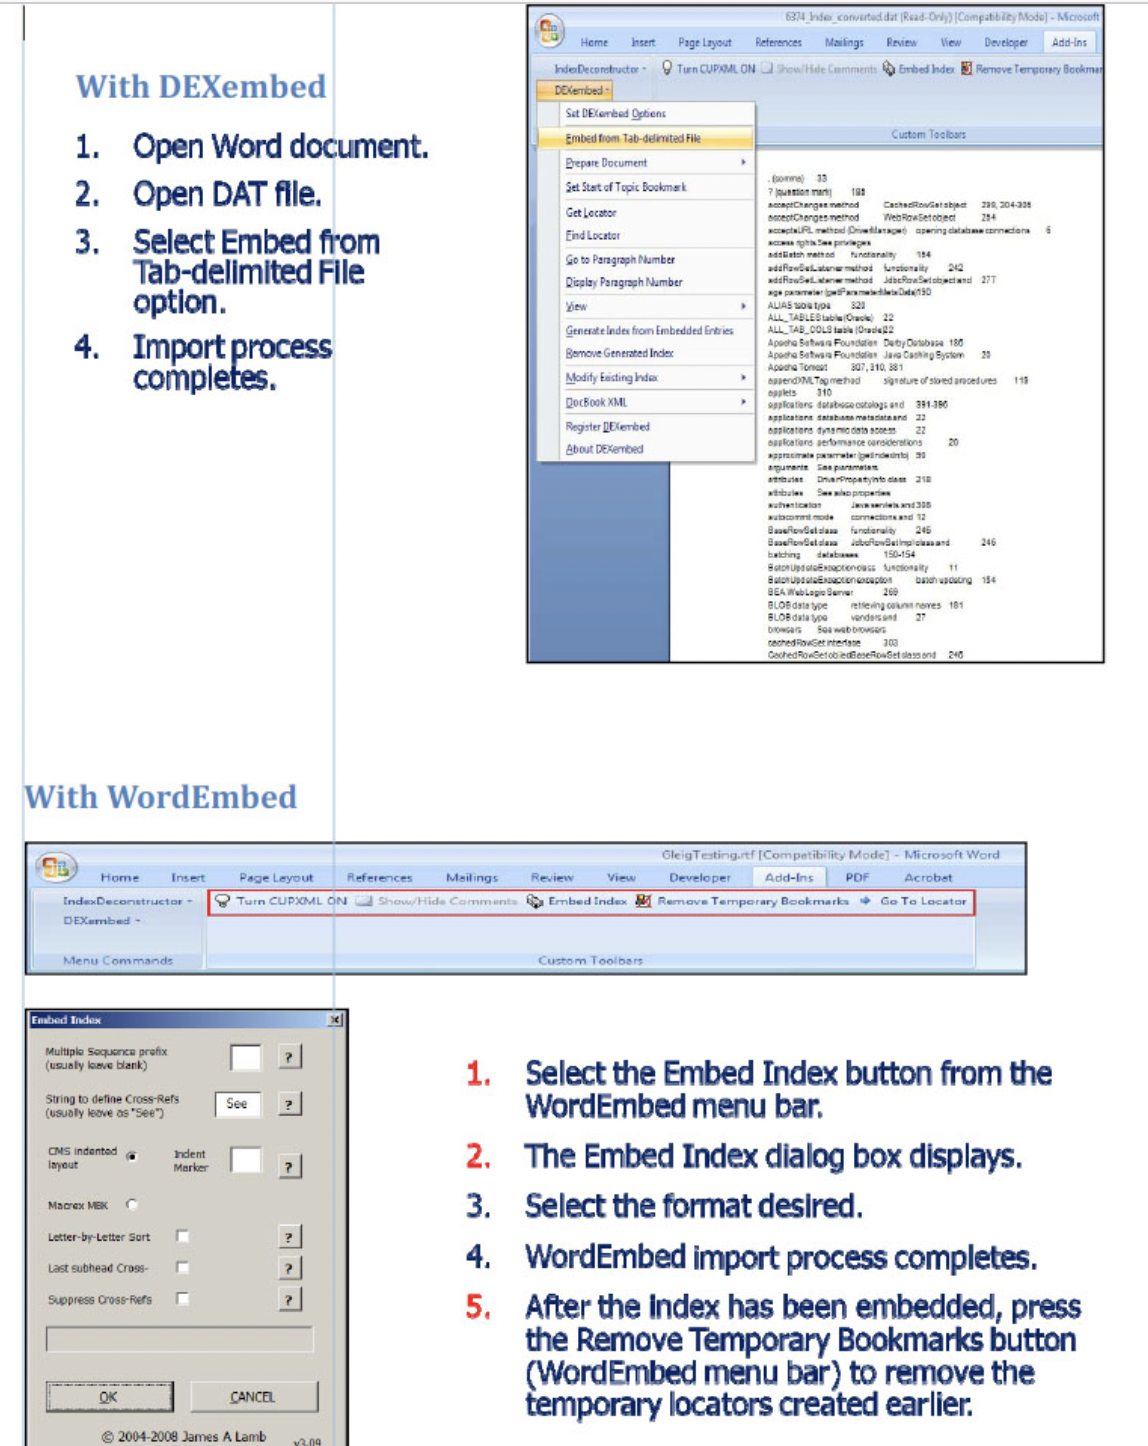 6374_Index_converted.dat (Read-Only) [Compatibility Mode] - Microsoft
Home Insert Page Layout References Mailings Review View Developer Add-Ins
IndexDeconstructor Turn CUPXML ON Show/Hide Comments Embed Index Remove Temporary Bookmar
DEXembed
Custom Toolbars
Set DEXembed Options
Embed from Tab-delimited File
Prepare Document
Set Start of Topic Bookmark
Get Locator
Find Locator
Go to Paragraph Number
Display Paragraph Number
View
Generate Index from Embedded Entries
Remove Generated Index
Modify Existing Index
DocBook XML
Register DEXembed
About DEXembed
, (comma) 33
? (question mark) 185
acceptChanges method CachedRowSet object 299, 304-306
acceptChanges method WebRowSet object 254
acceptsURL method (DriverManager) opening database connections 6
access rights See privileges
addBatch method functionality 154
addRowSetListener method functionality 242
addRowSetListener method JdbcRowSet object and 277
age parameter (getParameterMetaData) 190
ALIAS table type 320
ALL_TABLES table (Oracle) 22
ALL_TAB_COLS table (Oracle) 22
Apache Software Foundation Derby Database 186
Apache Software Foundation Java Caching System 20
Apache Tomcat 307, 310, 381
appendXMLTag method signature of stored procedures 119
applets 310
applications database catalogs and 391-396
applications database metadata and 22
applications dynamic data access 22
applications performance considerations 20
approximate parameter (getIndexInfo) 90
arguments See parameters
attributes DriverPropertyInfo class 218
attributes See also properties
authentication Java servlets and 306
autocommit mode connections and 12
BaseRowSet class functionality 245
BaseRowSet class JdbcRowSetImpl class and 246
batching databases 150-154
BatchUpdateException class functionality 11
BatchUpdateException exception batch updating 154
BEA WebLogic Server 269
BLOB data type retrieving column names 181
BLOB data type vendors and 27
browsers See web browsers
cachedRowSet interface 303
With DEXembed
1. Open Word document.
2. Open DAT file.
3. Select Embed from
Tab-delimited File
option.
4. Import process
completes.
With WordEmbed
GleigTesting.rtf [Compatibility Mode] - Microsoft Word
Home Insert Page Layout References Mailings Review View Developer Add-Ins PDF Acrobat
IndexDeconstructor Turn CUPXML ON Show/Hide Comments Embed Index Remove Temporary Bookmarks Go To Locator
DEXembed
Menu Commands Custom Toolbars
Embed Index
Multiple Sequence prefix
(usually leave blank) ?
String to define Cross-Refs
(usually leave as "See") See ?
CMS indented
layout Indent
Marker ?
Macrex MBK
Letter-by-Letter Sort ?
Last subhead Cross- ?
Suppress Cross-Refs ?
OK CANCEL
© 2004-2008 James A Lamb
v3.09
1. Select the Embed Index button from the
WordEmbed menu bar.
2. The Embed Index dialog box displays.
3. Select the format desired.
4. WordEmbed import process completes.
5. After the index has been embedded, press
the Remove Temporary Bookmarks button
(WordEmbed menu bar) to remove the
temporary locators created earlier.